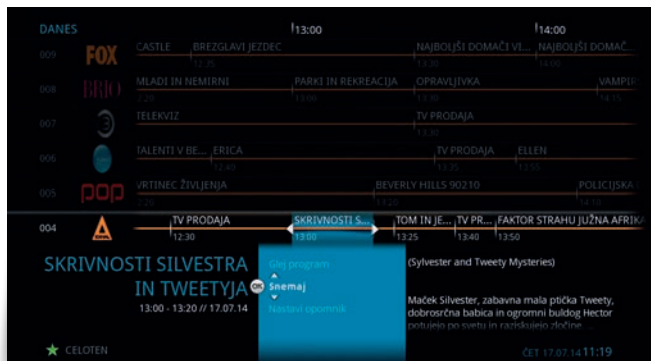 DANES 13:00 14:00
009 FOX CASTLE BREZGLAVI JEZDEC NAJBOLJŠI DOMAČI VI... NAJBOLJŠI DOMAČ...
12:35 13:30 14:00
008 BRIO MLADI IN NEMIRNI PARKI IN REKREACIJA OPRAVLJIVKA VAMPIR
13:00 13:30 14:15
007 3 TELEKVIZ TV PRODAJA
13:30
006 TALENTI V BE... ERICA TV PRODAJA ELLEN
12:40 13:35 13:55
005 pop VRTINEC ŽIVLJENJA BEVERLY HILLS 90210 POLICIJSKA
13:20 14:10
004 A TV PRODAJA SKRIVNOSTI S... TOM IN JE... TV PR... FAKTOR STRAHU JUŽNA AFRIKA
12:30 13:00 13:25 13:40 13:50
SKRIVNOSTI SILVESTRA
IN TWEETYJA
13:00 - 13:20 // 17.07.14
Glej program
OK Snemaj
Nastavi opomnik
(Sylvester and Tweety Mysteries)
Maček Silvester, zabavna mala ptička Tweety,
dobrosrčna babica in ogromni buldog Hector
potujejo po svetu in raziskujejo zločine ...
CELOTEN ČET 17.07.14 11:19